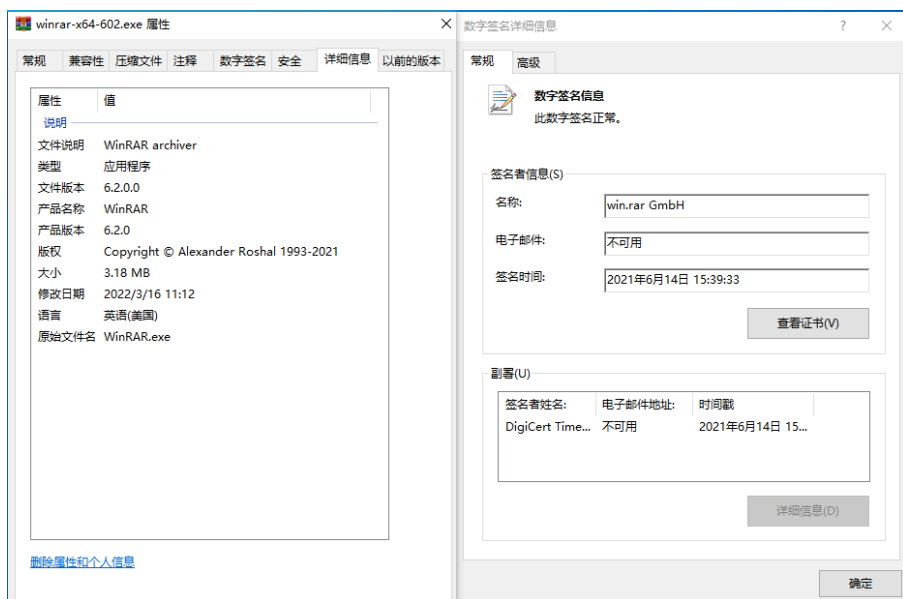 winrar-x64-602.exe 属性
常规 兼容性 压缩文件 注释 数字签名 安全 详细信息 以前的版本
属性 值
说明
文件说明 WinRAR archiver
类型 应用程序
文件版本 6.2.0.0
产品名称 WinRAR
产品版本 6.2.0
版权 Copyright © Alexander Roshal 1993-2021
大小 3.18 MB
修改日期 2022/3/16 11:12
语言 英语(美国)
原始文件名 WinRAR.exe
删除属性和个人信息
数字签名详细信息 ?
常规 高级
数字签名信息
此数字签名正常。
签名者信息(S)
名称: win.rar GmbH
电子邮件: 不可用
签名时间: 2021年6月14日 15:39:33
查看证书(V)
副署(U)
签名者姓名: 电子邮件地址: 时间戳
DigiCert Time... 不可用 2021年6月14日 15...
详细信息(D)
确定